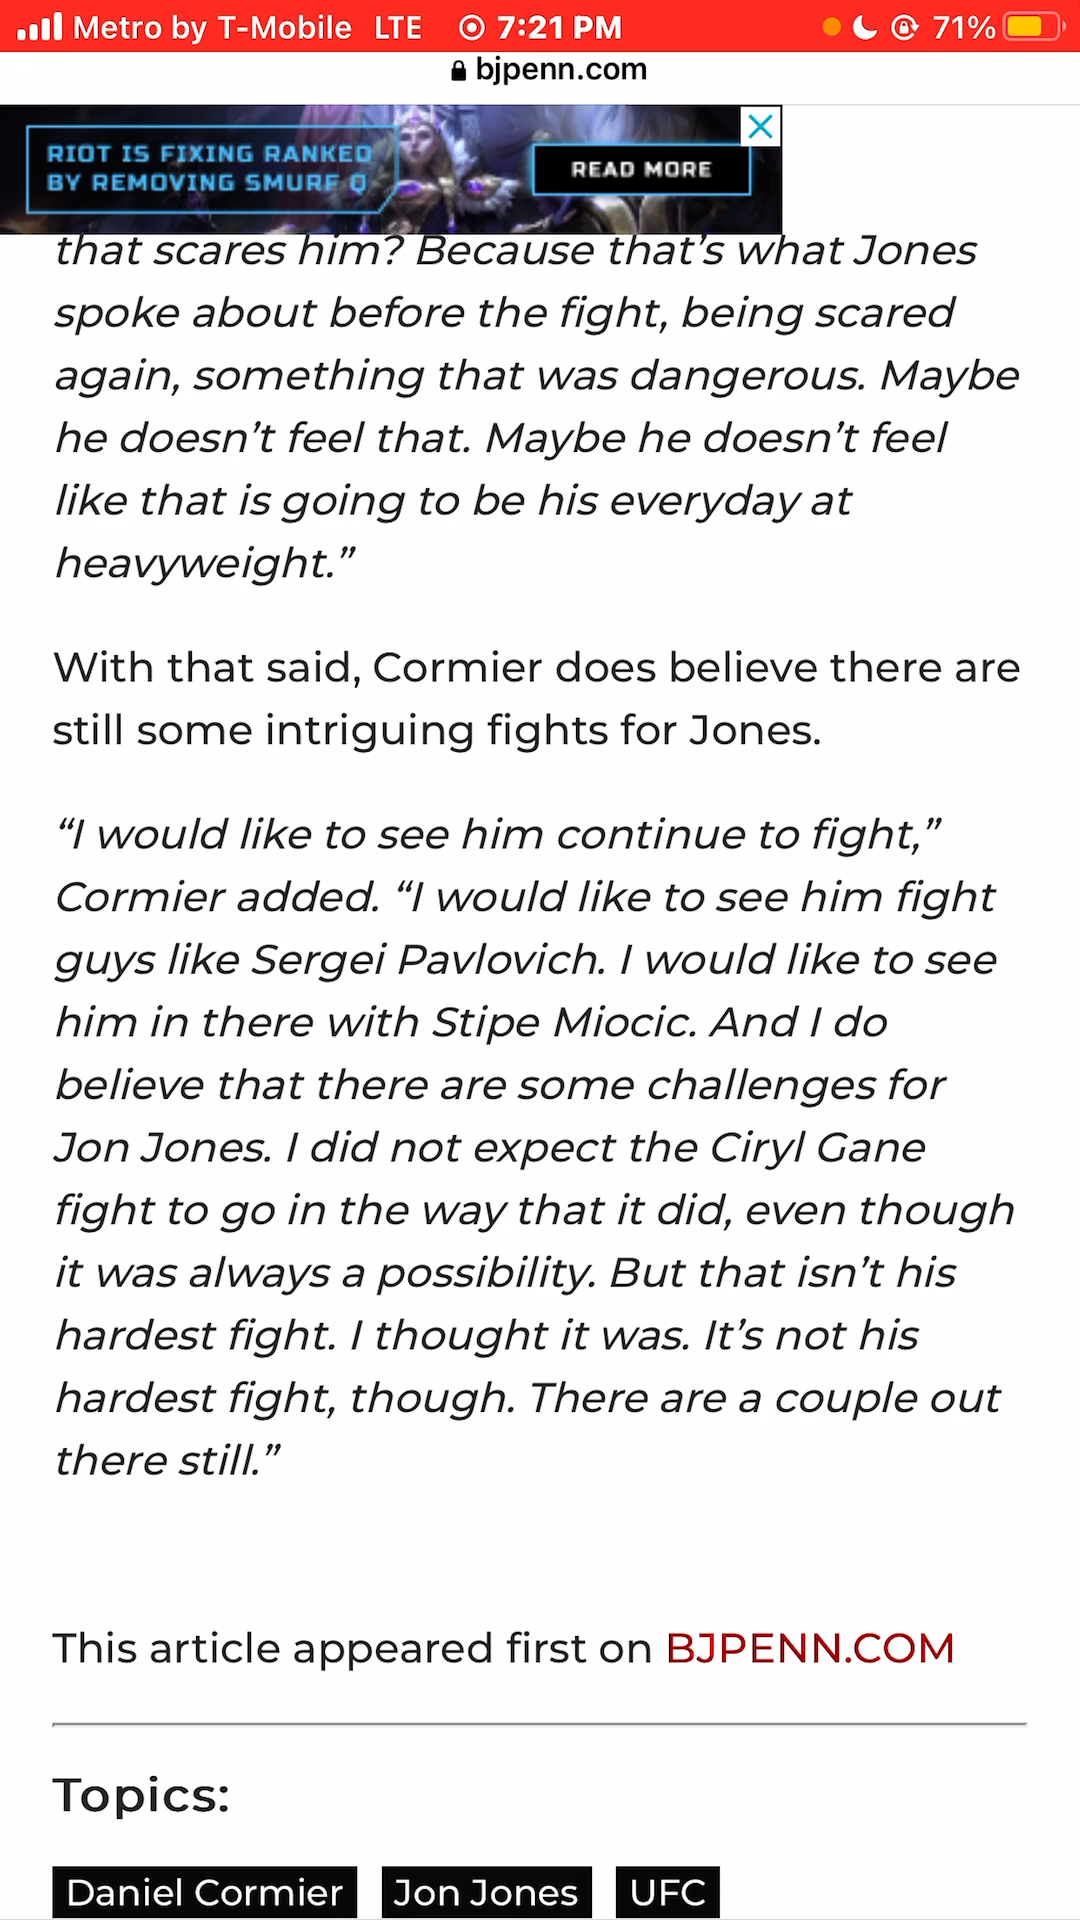 Metro by T-Mobile LTE 7:21 PM 71%
bjpenn.com
RIOT IS FIXING RANKED
BY REMOVING SMURF Q
READ MORE
that scares him? Because that’s what Jones
spoke about before the fight, being scared
again, something that was dangerous. Maybe
he doesn’t feel that. Maybe he doesn’t feel
like that is going to be his everyday at
heavyweight.”
With that said, Cormier does believe there are
still some intriguing fights for Jones.
“I would like to see him continue to fight,”
Cormier added. “I would like to see him fight
guys like Sergei Pavlovich. I would like to see
him in there with Stipe Miocic. And I do
believe that there are some challenges for
Jon Jones. I did not expect the Ciryl Gane
fight to go in the way that it did, even though
it was always a possibility. But that isn’t his
hardest fight. I thought it was. It’s not his
hardest fight, though. There are a couple out
there still.”
This article appeared first on BJPENN.COM
Topics:
Daniel Cormier Jon Jones UFC